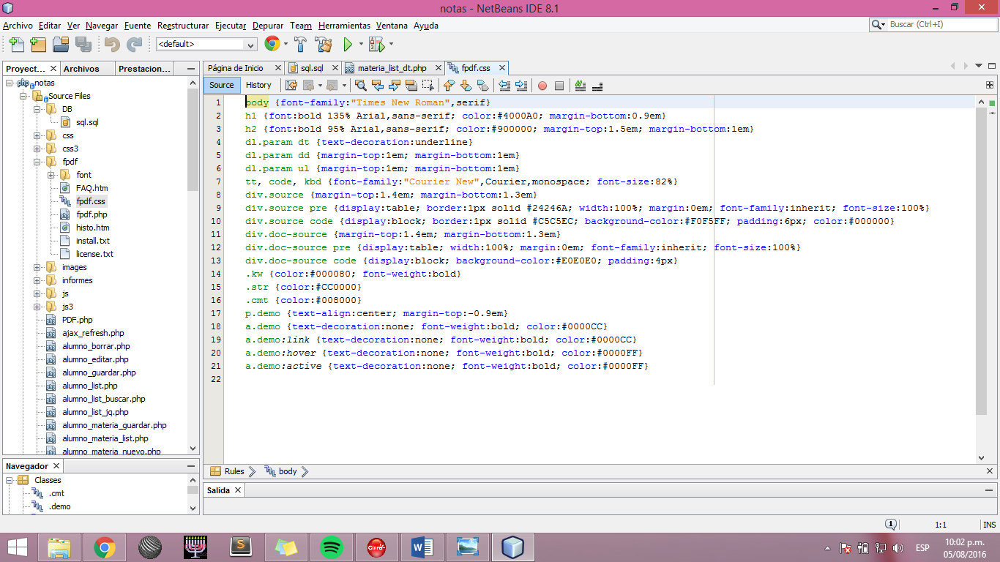 notas - NetBeans IDE 8.1
Archivo Editar Ver Navegar Fuente Reestructurar Ejecutar Depurar Team Herramientas Ventana Ayuda
Buscar (Ctrl+I)
<default>
Proyect... Archivos Prestacion...
php notas
Source Files
DB
sql.sql
css
css3
fpdf
font
FAQ.htm
fpdf.css
fpdf.php
histo.htm
install.txt
license.txt
images
informes
js
js3
PDF.php
ajax_refresh.php
alumno_borrar.php
alumno_editar.php
alumno_guardar.php
alumno_list.php
alumno_list_buscar.php
alumno_list_jq.php
alumno_materia_guardar.php
alumno_materia_list.php
alumno_materia_nuevo.php
Navegador
Classes
.cmt
.demo
Página de Inicio sql.sql materia_list_dt.php fpdf.css
Source History
1 body {font-family:"Times New Roman",serif}
2 h1 {font:bold 135% Arial,sans-serif; color:#4000A0; margin-bottom:0.9em}
3 h2 {font:bold 95% Arial,sans-serif; color:#900000; margin-top:1.5em; margin-bottom:1em}
4 dl.param dt {text-decoration:underline}
5 dl.param dd {margin-top:1em; margin-bottom:1em}
6 dl.param ul {margin-top:1em; margin-bottom:1em}
7 tt, code, kbd {font-family:"Courier New",Courier,monospace; font-size:82%}
8 div.source {margin-top:1.4em; margin-bottom:1.3em}
9 div.source pre {display:table; border:1px solid #24246A; width:100%; margin:0em; font-family:inherit; font-size:100%}
10 div.source code {display:block; border:1px solid #C5C5EC; background-color:#F0F5FF; padding:6px; color:#000000}
11 div.doc-source {margin-top:1.4em; margin-bottom:1.3em}
12 div.doc-source pre {display:table; width:100%; margin:0em; font-family:inherit; font-size:100%}
13 div.doc-source code {display:block; background-color:#E0E0E0; padding:4px}
14 .kw {color:#000080; font-weight:bold}
15 .str {color:#CC0000}
16 .cmt {color:#008000}
17 p.demo {text-align:center; margin-top:-0.9em}
18 a.demo {text-decoration:none; font-weight:bold; color:#0000CC}
19 a.demo:link {text-decoration:none; font-weight:bold; color:#0000CC}
20 a.demo:hover {text-decoration:none; font-weight:bold; color:#0000FF}
21 a.demo:active {text-decoration:none; font-weight:bold; color:#0000FF}
22
Rules body
Salida
1 1:1 INS
S Claro W ESP
10:02 p.m.
05/08/2016